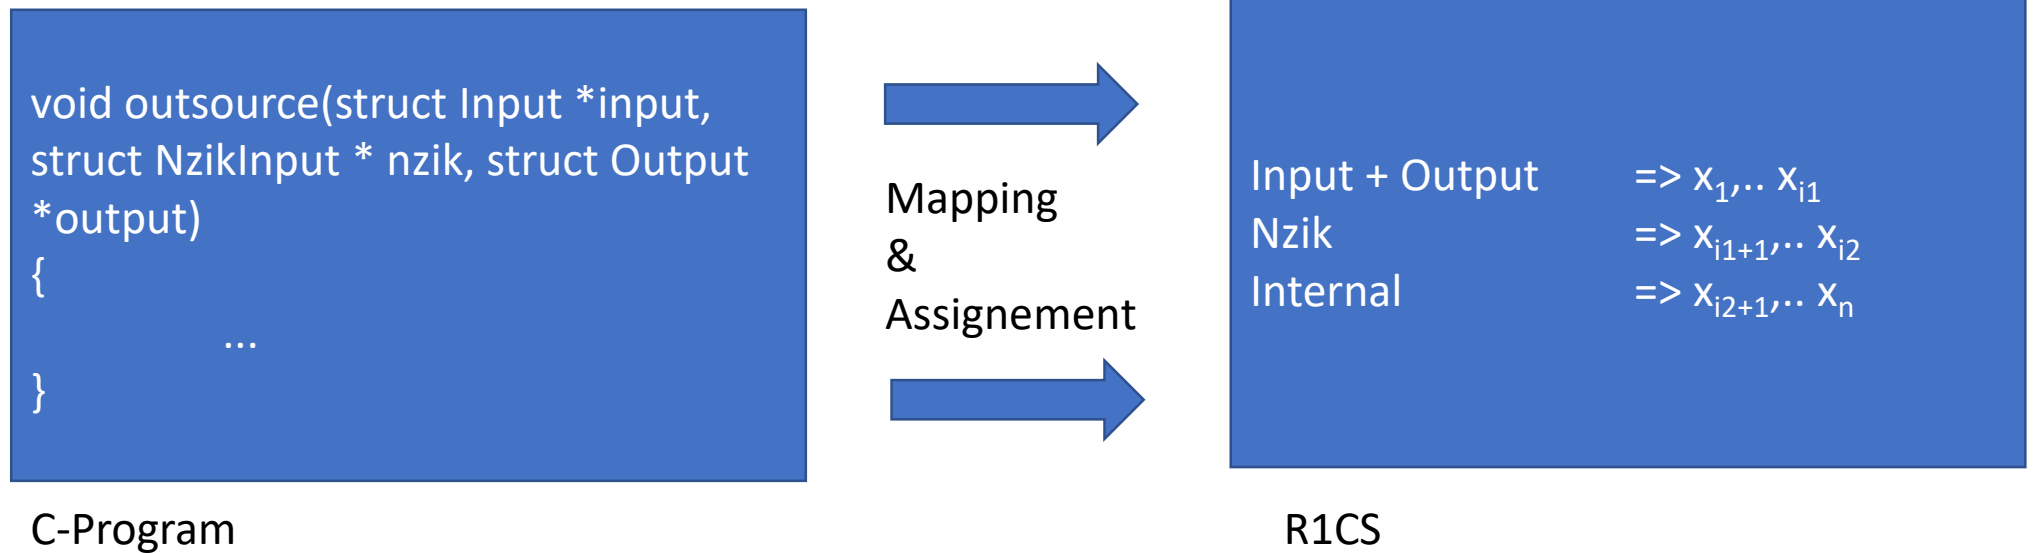 void outsource(struct Input *input,
struct NzikInput * nzik, struct Output
*output)
{
...
}
C-Program
Mapping
&
Assignement
Input + Output => x1,.. xi1
Nzik => xi1+1,.. xi2
Internal => xi2+1,.. xn
R1CS